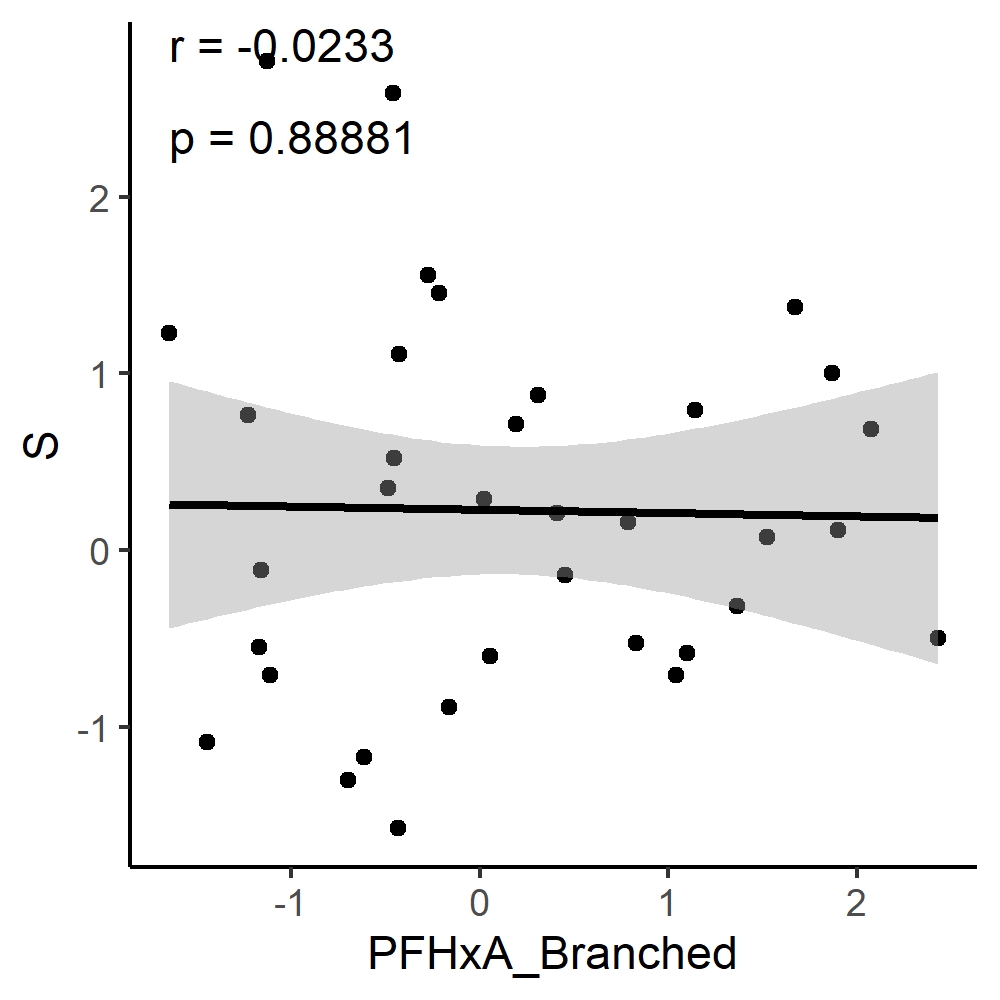 r = -0.0233
p = 0.88881
2
1
0
-1
S
-1 0 1 2
PFHxA_Branched